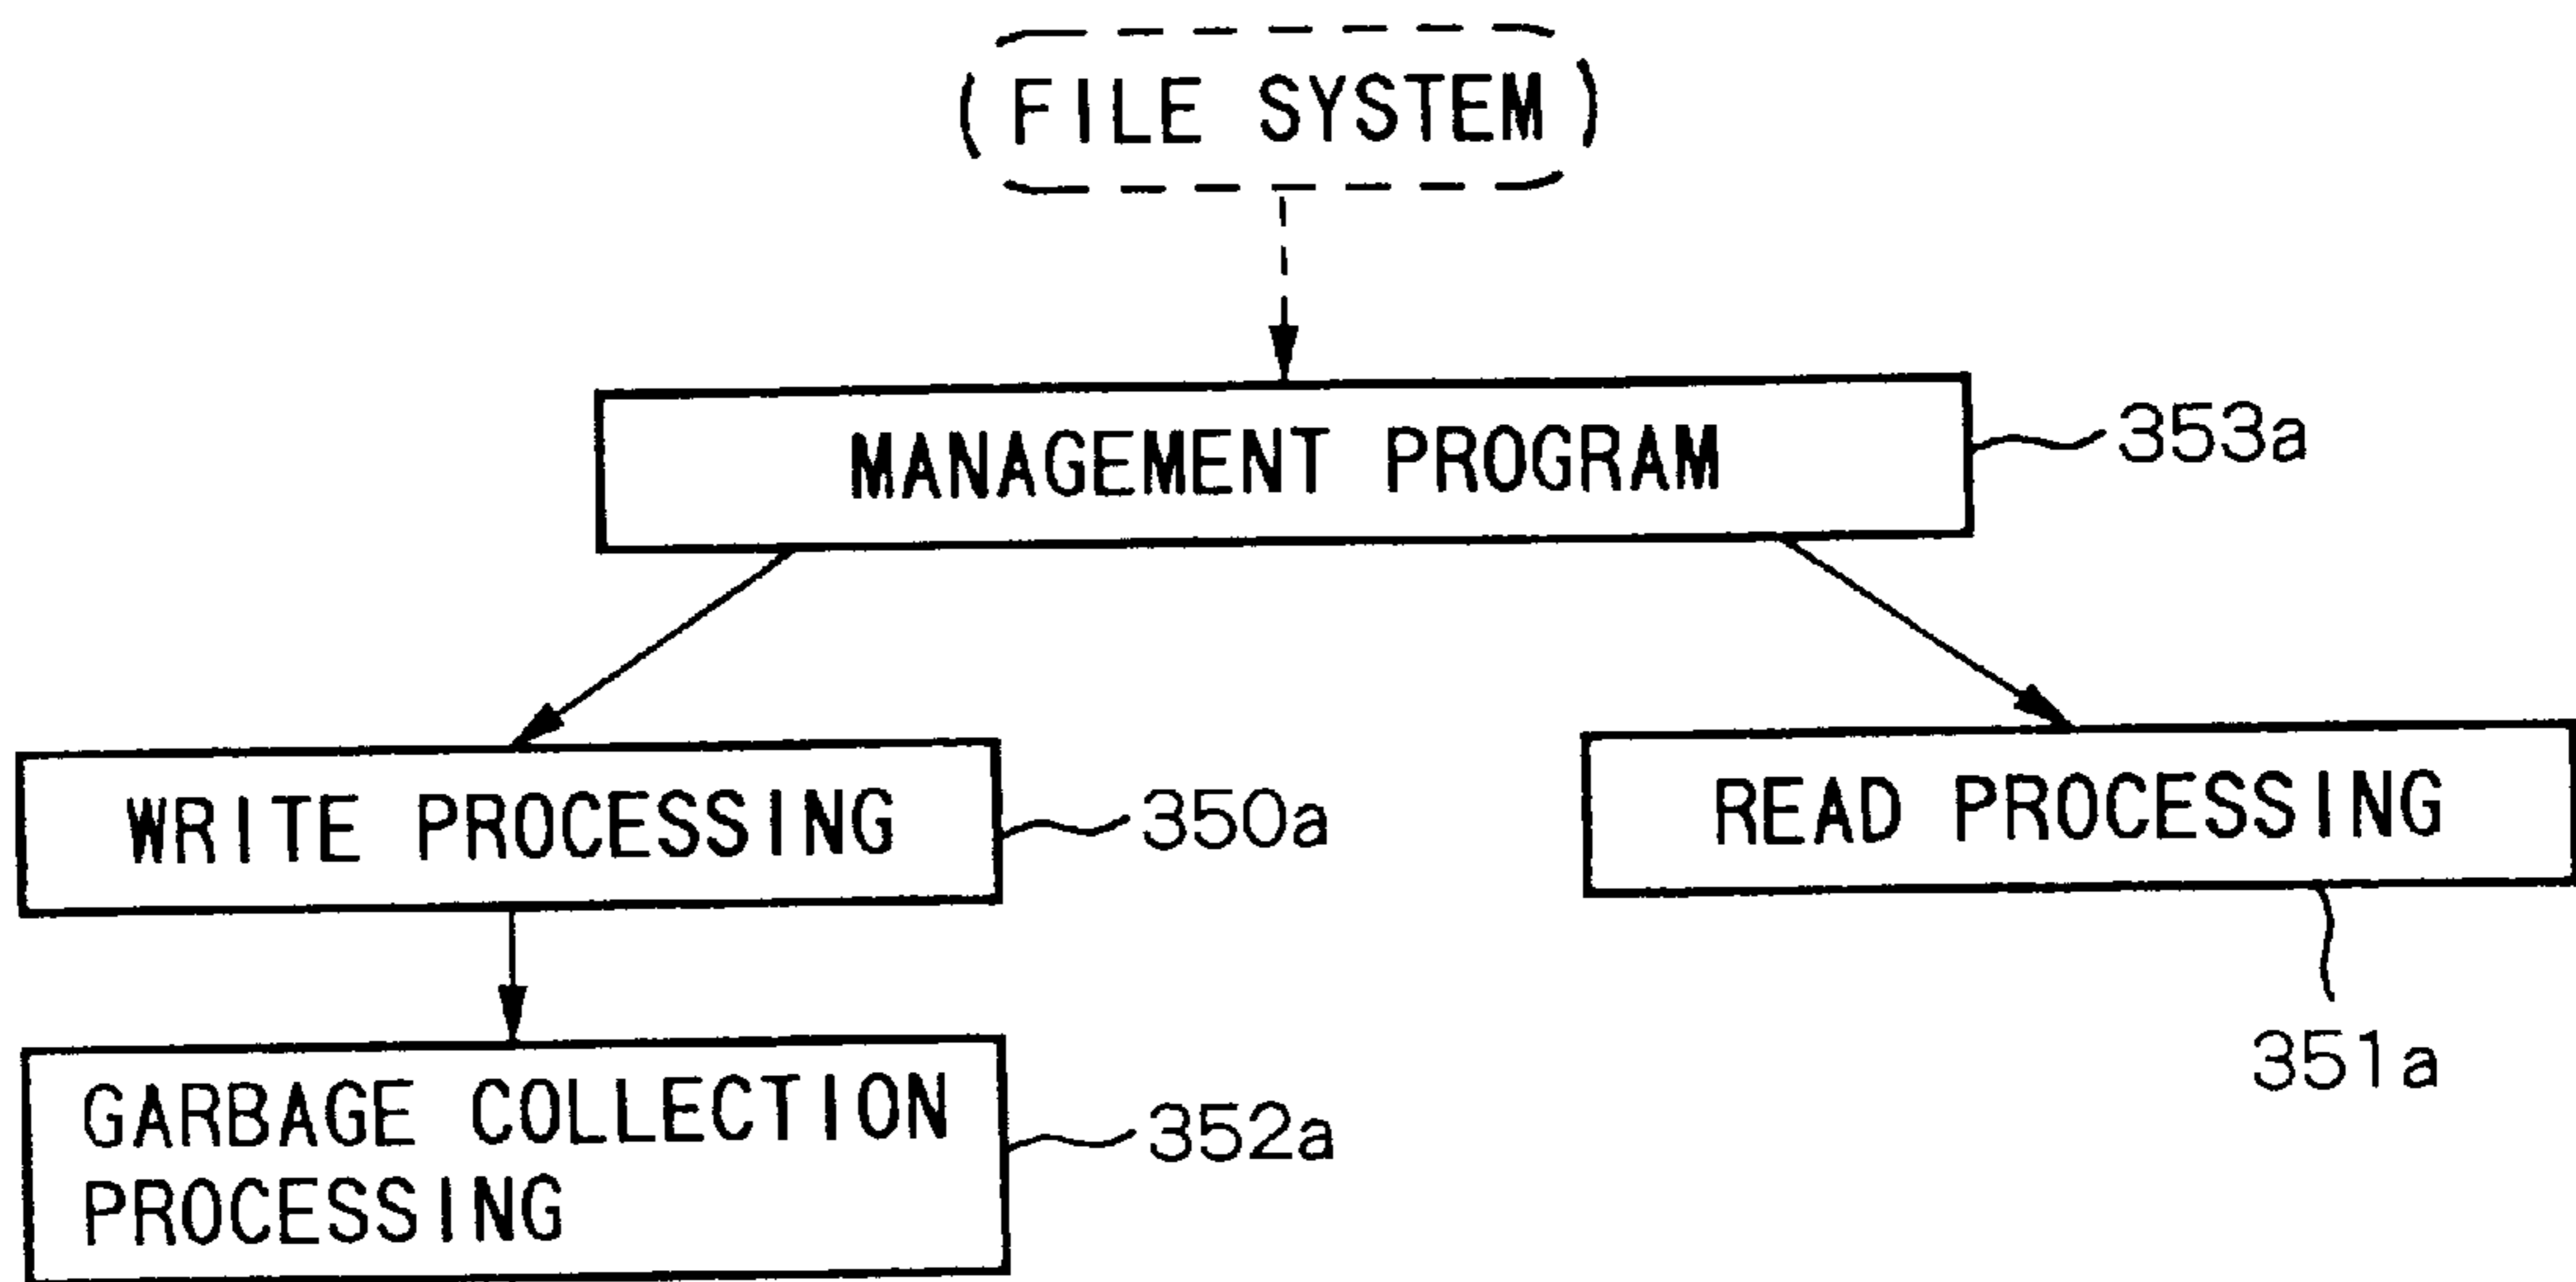 (FILE SYSTEM)
MANAGEMENT PROGRAM
353a
WRITE PROCESSING
350a
READ PROCESSING
351a
GARBAGE COLLECTION
PROCESSING
352a